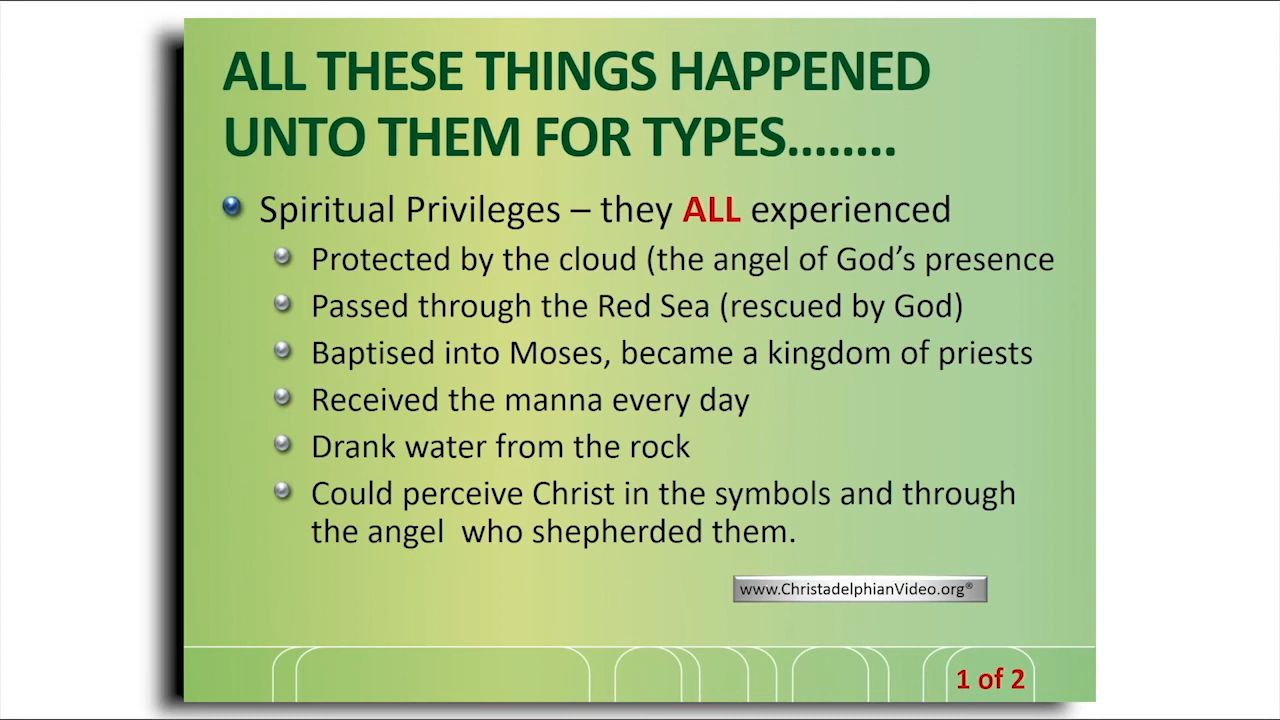 ALL THESE THINGS HAPPENED
UNTO THEM FOR TYPES........
Spiritual Privileges – they ALL experienced
Protected by the cloud (the angel of God’s presence
Passed through the Red Sea (rescued by God)
Baptised into Moses, became a kingdom of priests
Received the manna every day
Drank water from the rock
Could perceive Christ in the symbols and through
the angel  who shepherded them.
www.ChristadelphianVideo.org®
1 of 2